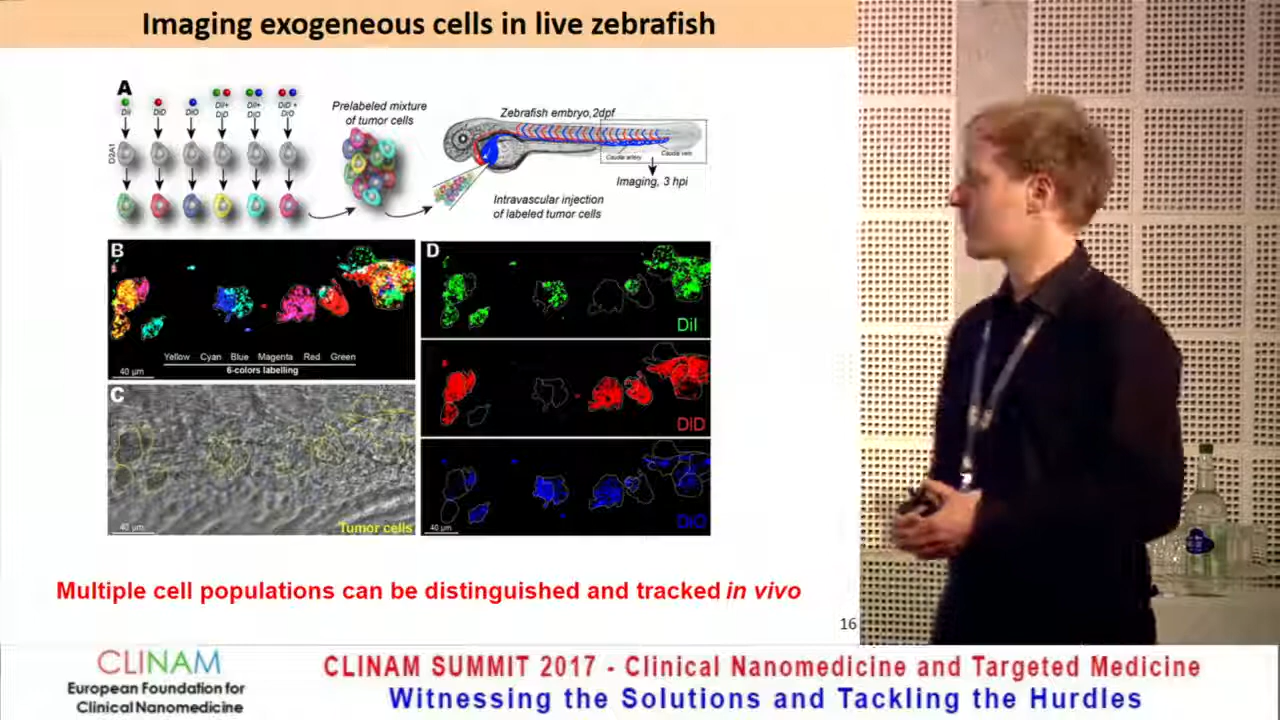 Imaging exogeneous cells in live zebrafish
A
DiI
DiD
DiO
DiI+
DiD
DiI+
DiO
DiD +
DiO
D2A1
Prelabeled mixture
of tumor cells
Zebrafish embryo,2dpf
Caudal artery
Caudal vein
Imaging, 3 hpi
Intravascular injection
of labeled tumor cells
B
Yellow Cyan Blue Magenta Red Green
6-colors labelling
40 µm
C
40 µm
Tumor cells
D
DiI
DiD
DiO
40 µm
Multiple cell populations can be distinguished and tracked in vivo
16
CLINAM
European Foundation for
Clinical Nanomedicine
CLINAM SUMMIT 2017 - Clinical Nanomedicine and Targeted Medicine
Witnessing the Solutions and Tackling the Hurdles